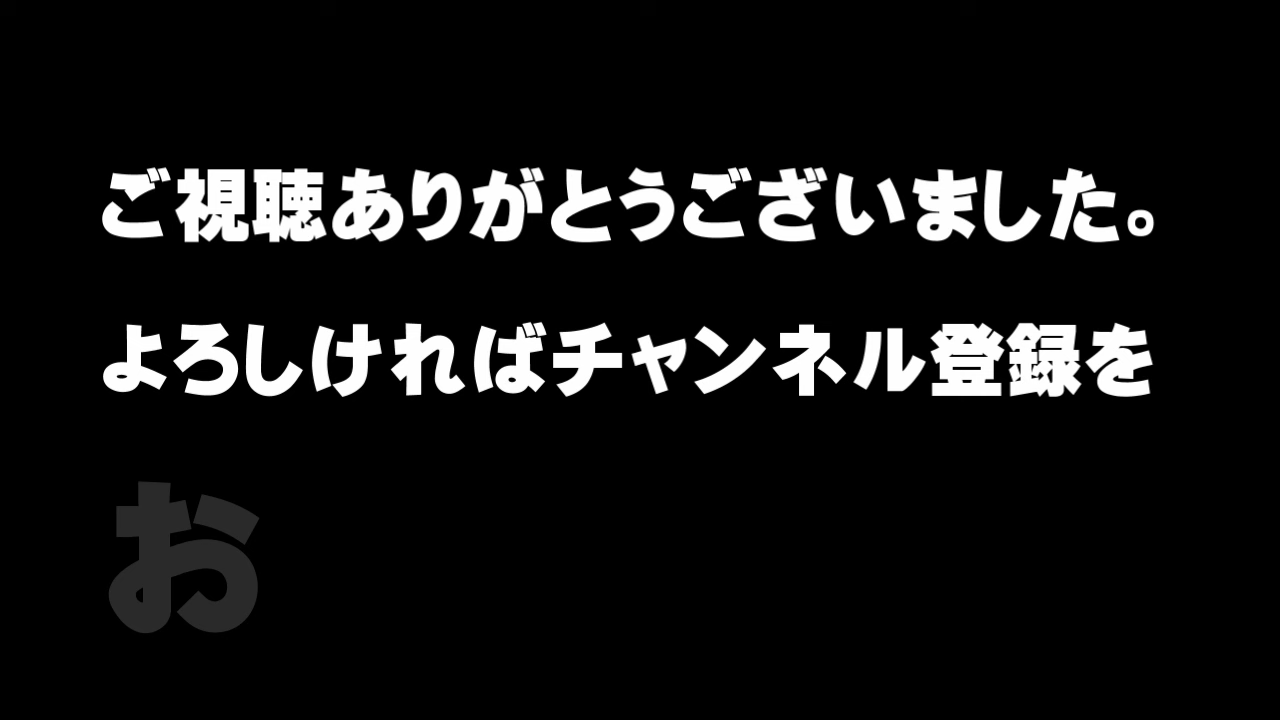 ご視聴ありがとうございました。
よろしければチャンネル登録を
お